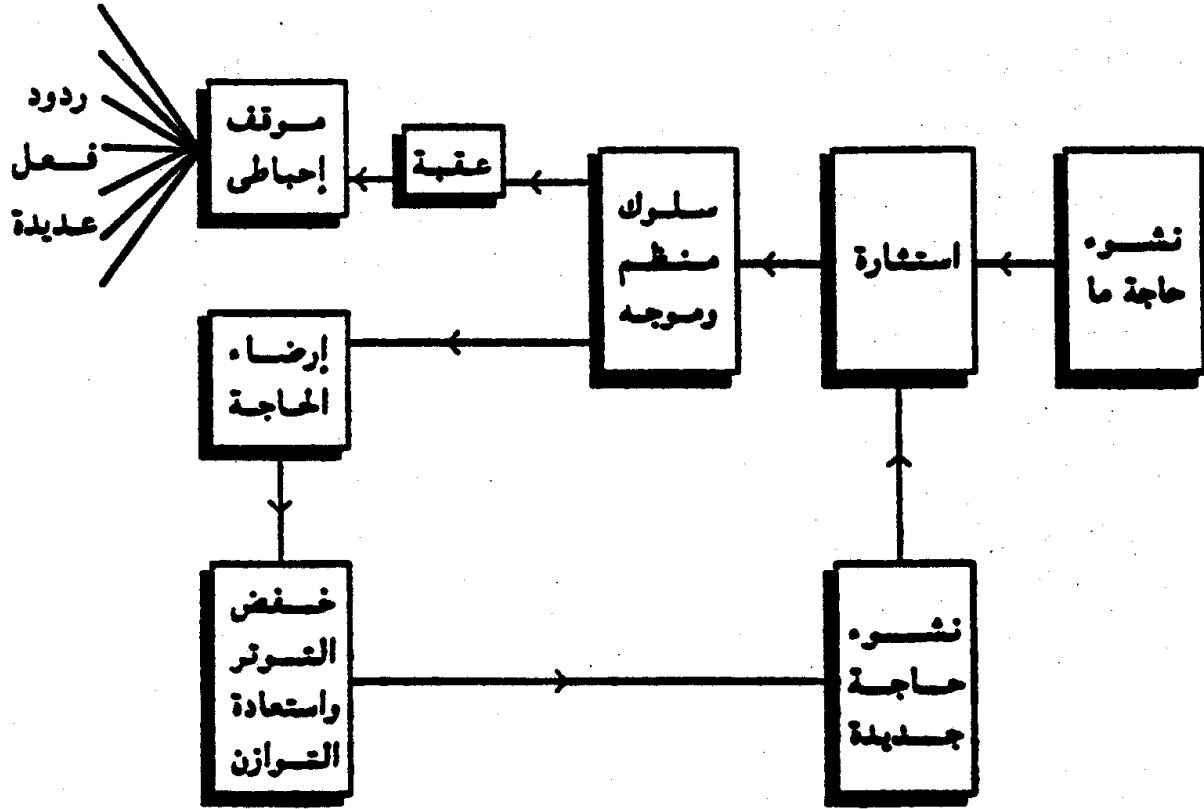 نشوء
حاجة ما
استثارة
سلوك
منظم
وموجه
عقبة
موقف
إحباطى
ردود
فعل
عديدة
إرضاء
الحاجة
خفض
التوتر
واستعادة
التوازن
نشوء
حاجة
جديدة